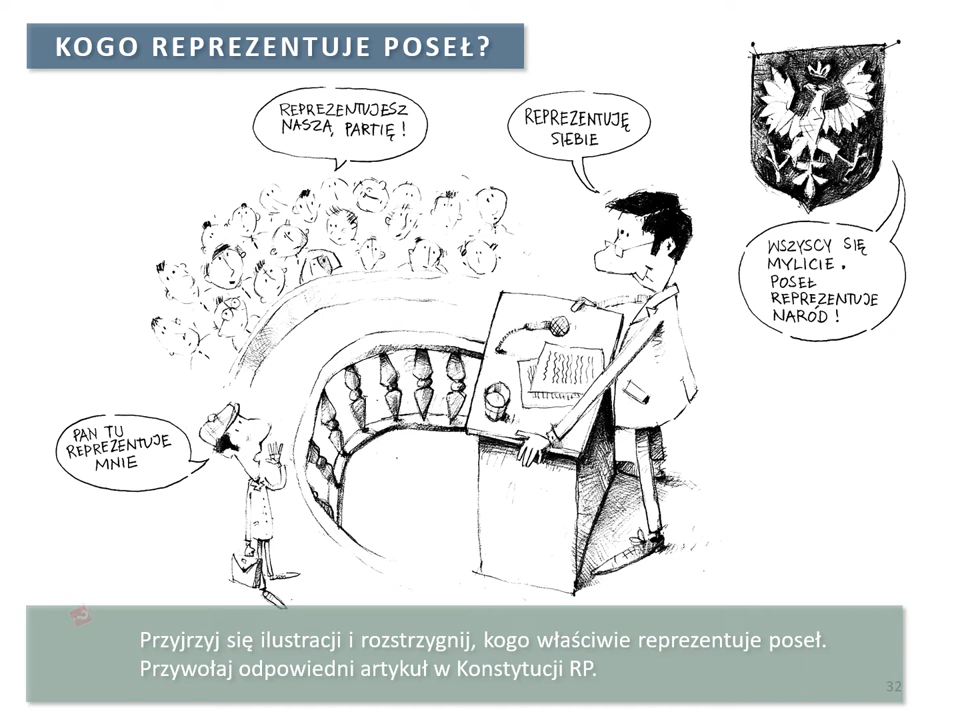 KOGO REPREZENTUJE POSEŁ?
REPREZENTUJESZ
NASZĄ PARTIĘ!
REPREZENTUJĘ
SIEBIE
WSZYSCY SIĘ
MYLICIE.
POSEŁ
REPREZENTUJE
NARÓD!
PAN TU
REPREZENTUJE
MNIE
Przyjrzyj się ilustracji i rozstrzygnij, kogo właściwie reprezentuje poseł.
Przywołaj odpowiedni artykuł w Konstytucji RP.
32